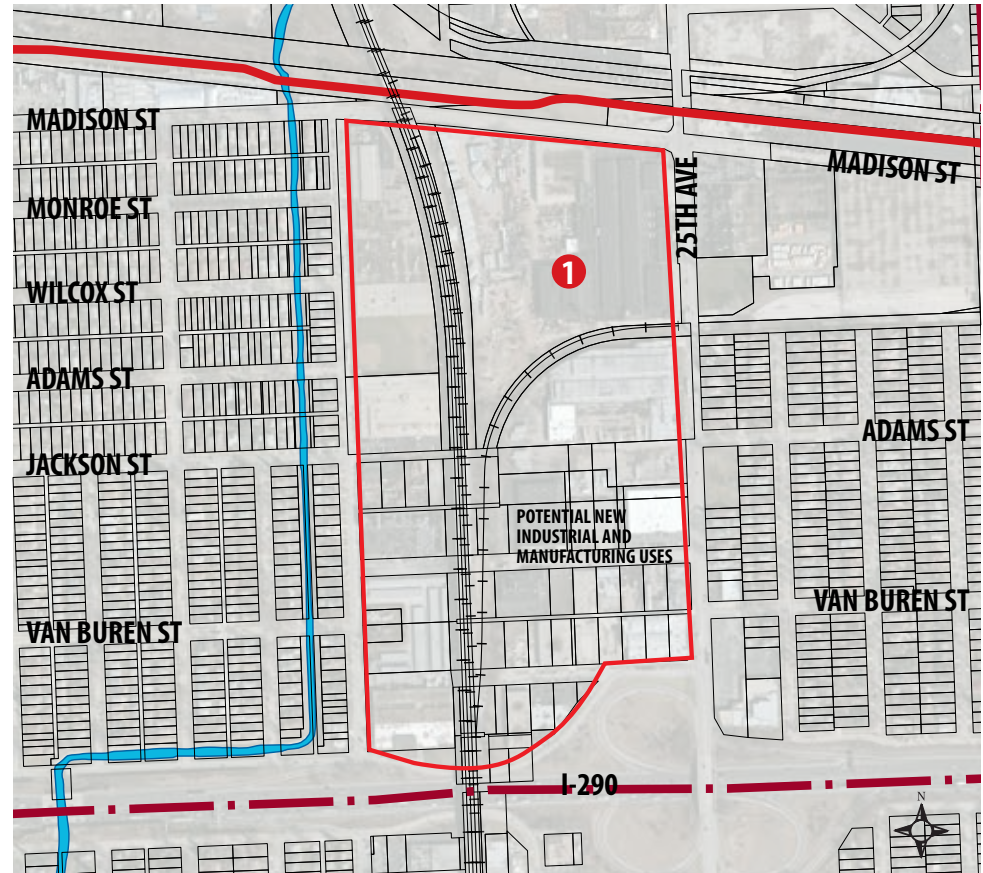 MADISON ST
MADISON ST
MONROE ST
25TH AVE
1
WILCOX ST
ADAMS ST
ADAMS ST
JACKSON ST
POTENTIAL NEW
INDUSTRIAL AND
MANUFACTURING USES
VAN BUREN ST
VAN BUREN ST
I-290
N